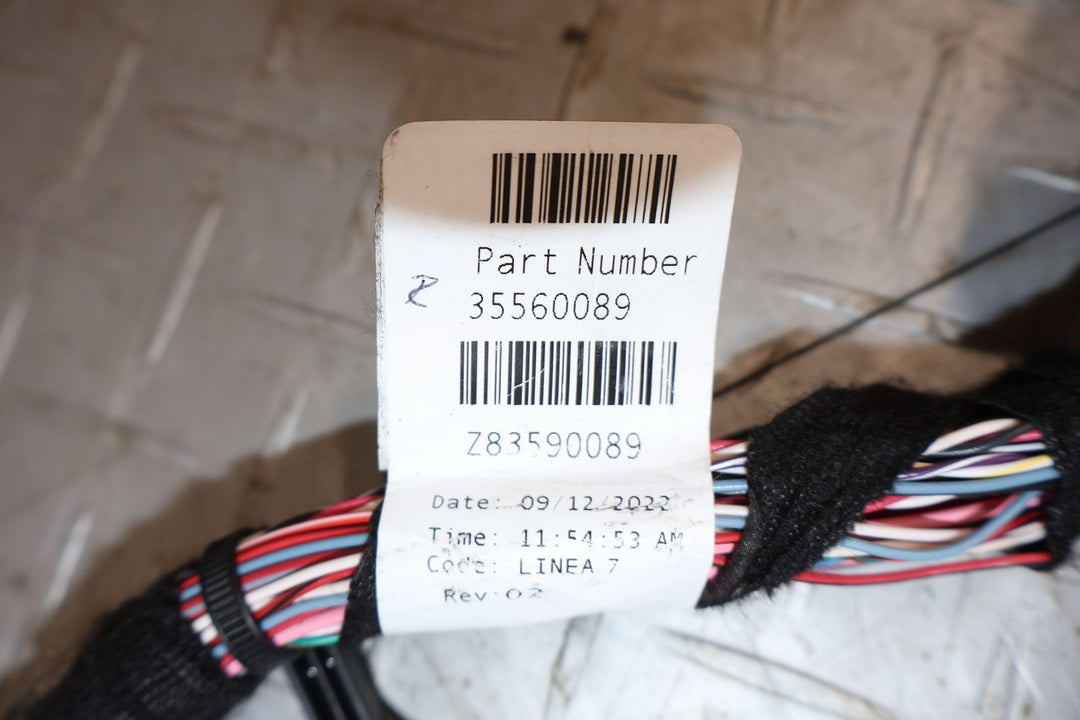 Part Number
35560089
Z83590089
Date: 09/12/2022
Time: 11:54:53 AM
Code: LINEA 7
Rev:02